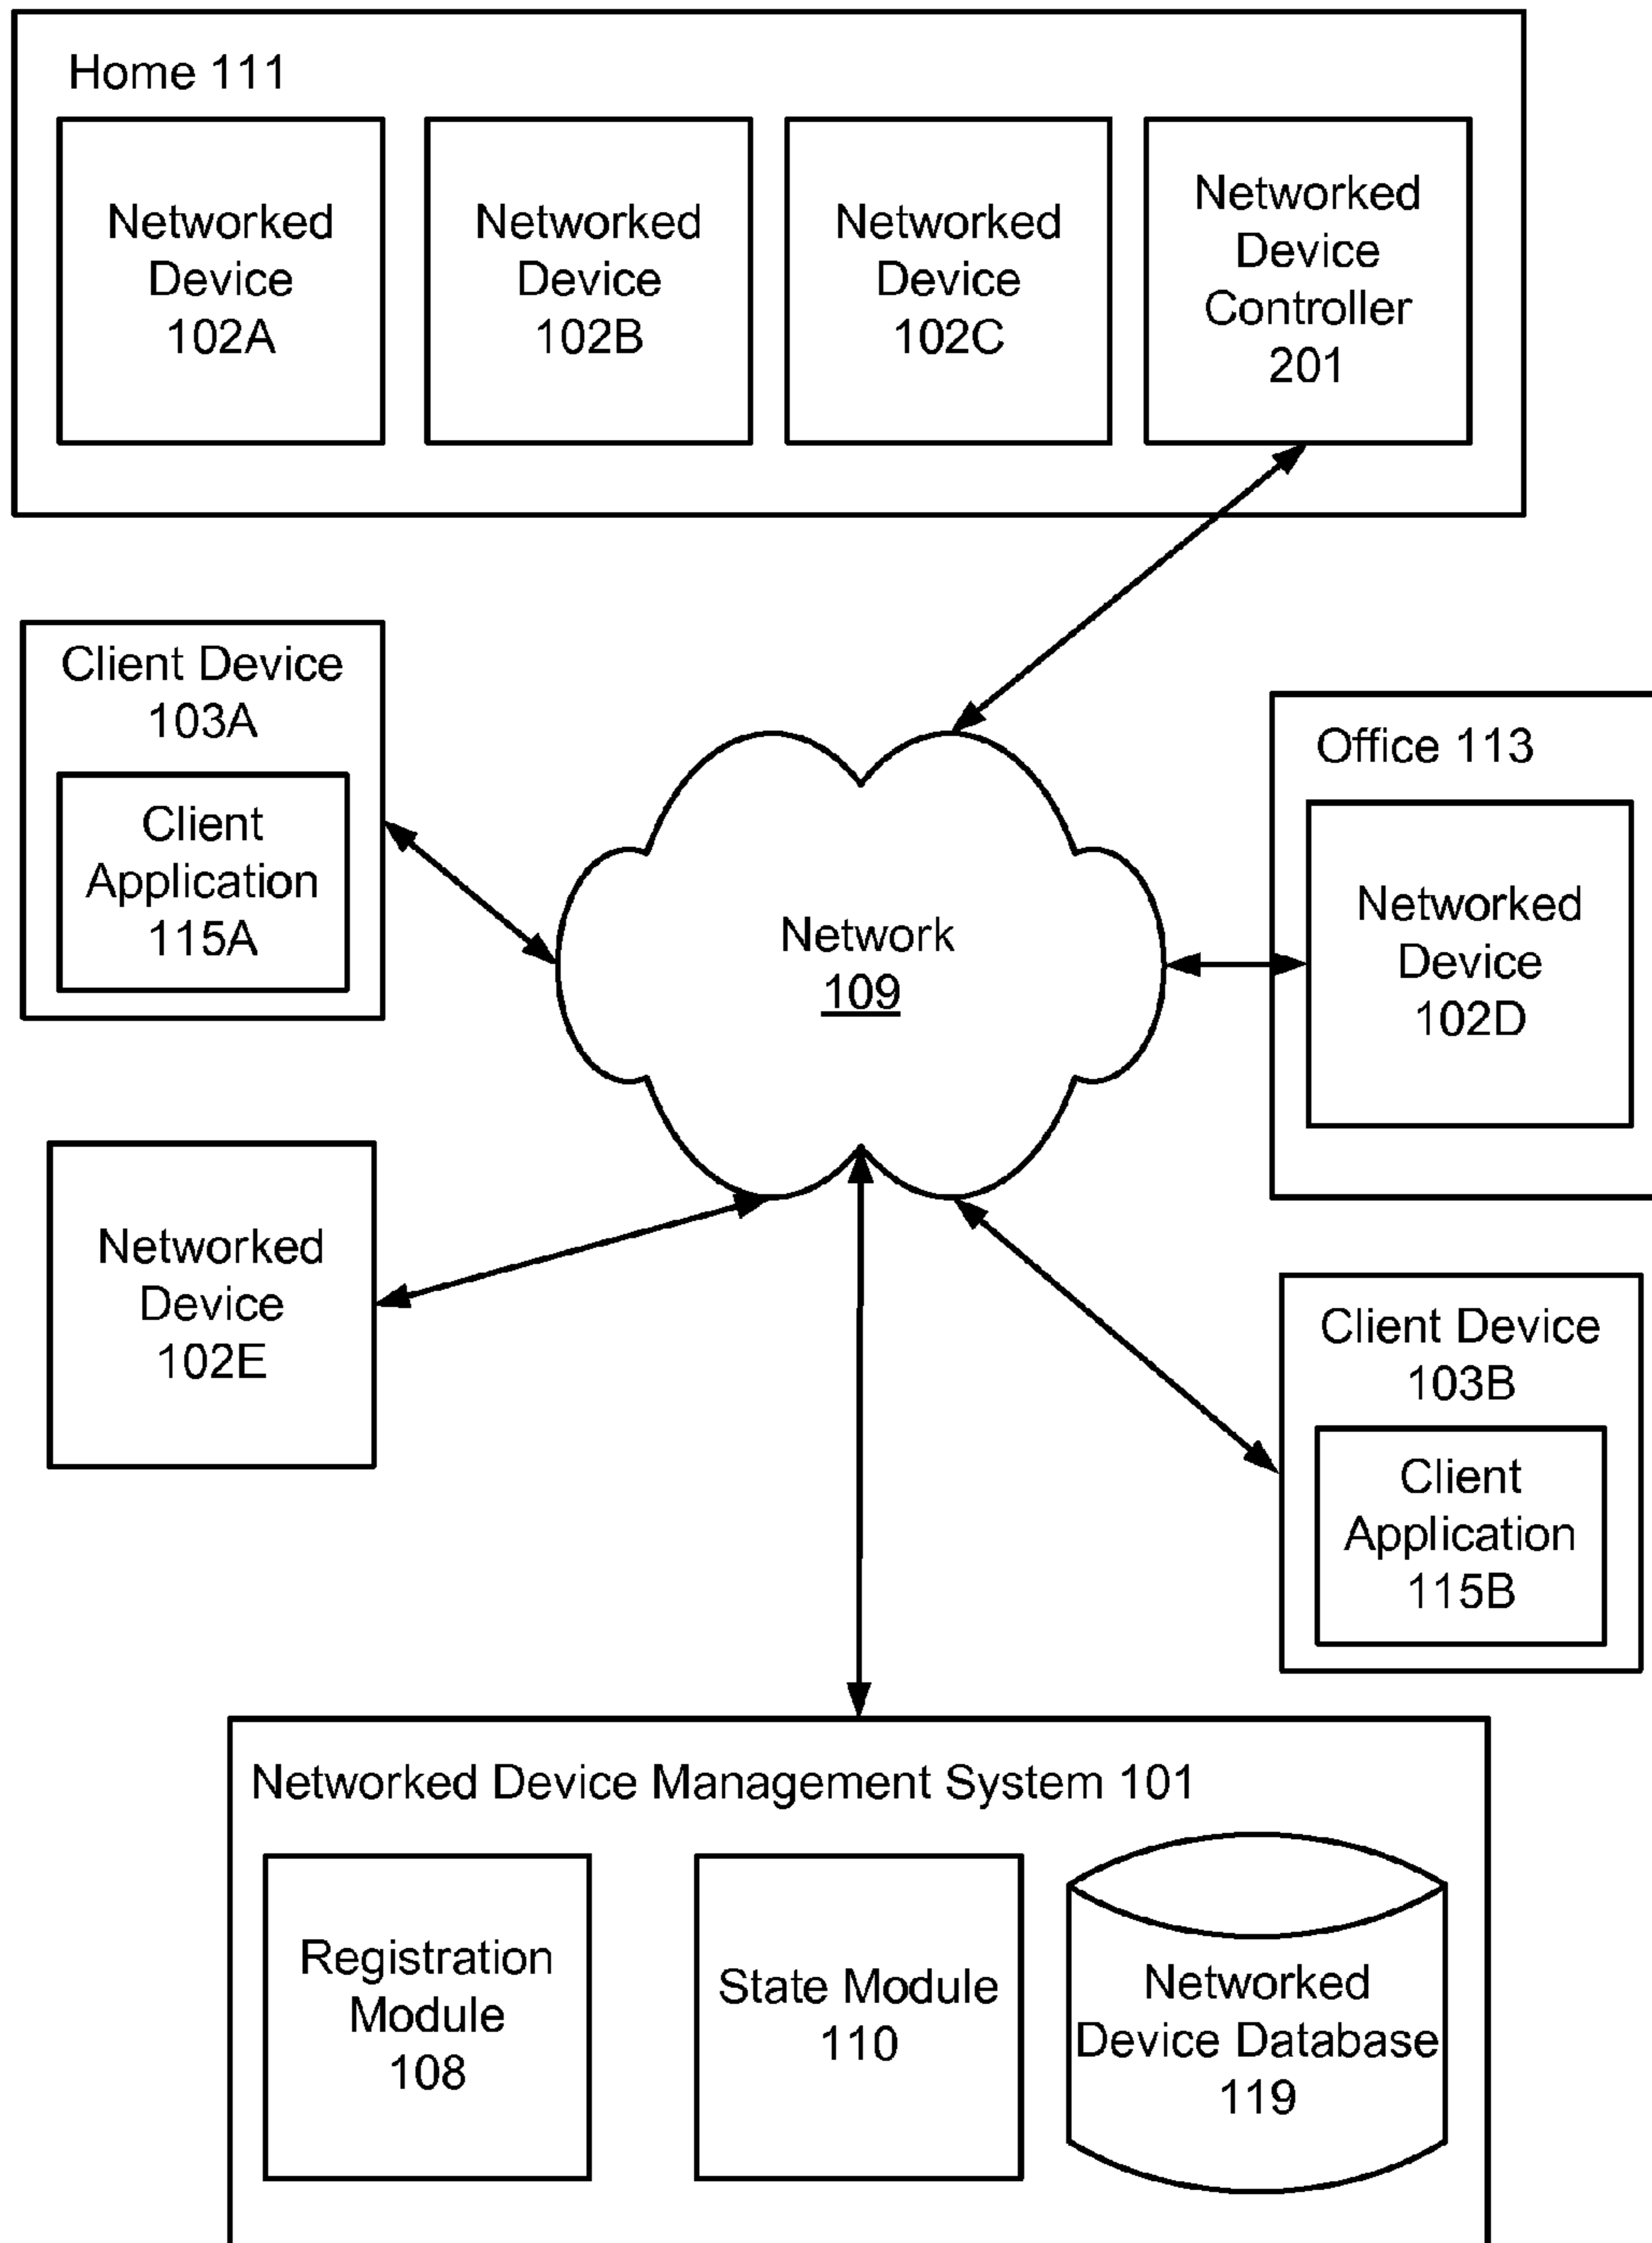 Home 111
Networked
Device
102A
Networked
Device
102B
Networked
Device
102C
Networked
Device
Controller
201
Client Device
103A
Client
Application
115A
Office 113
Networked
Device
102D
Network
109
Networked
Device
102E
Client Device
103B
Client
Application
115B
Networked Device Management System 101
Registration
Module
108
State Module
110
Networked
Device Database
119